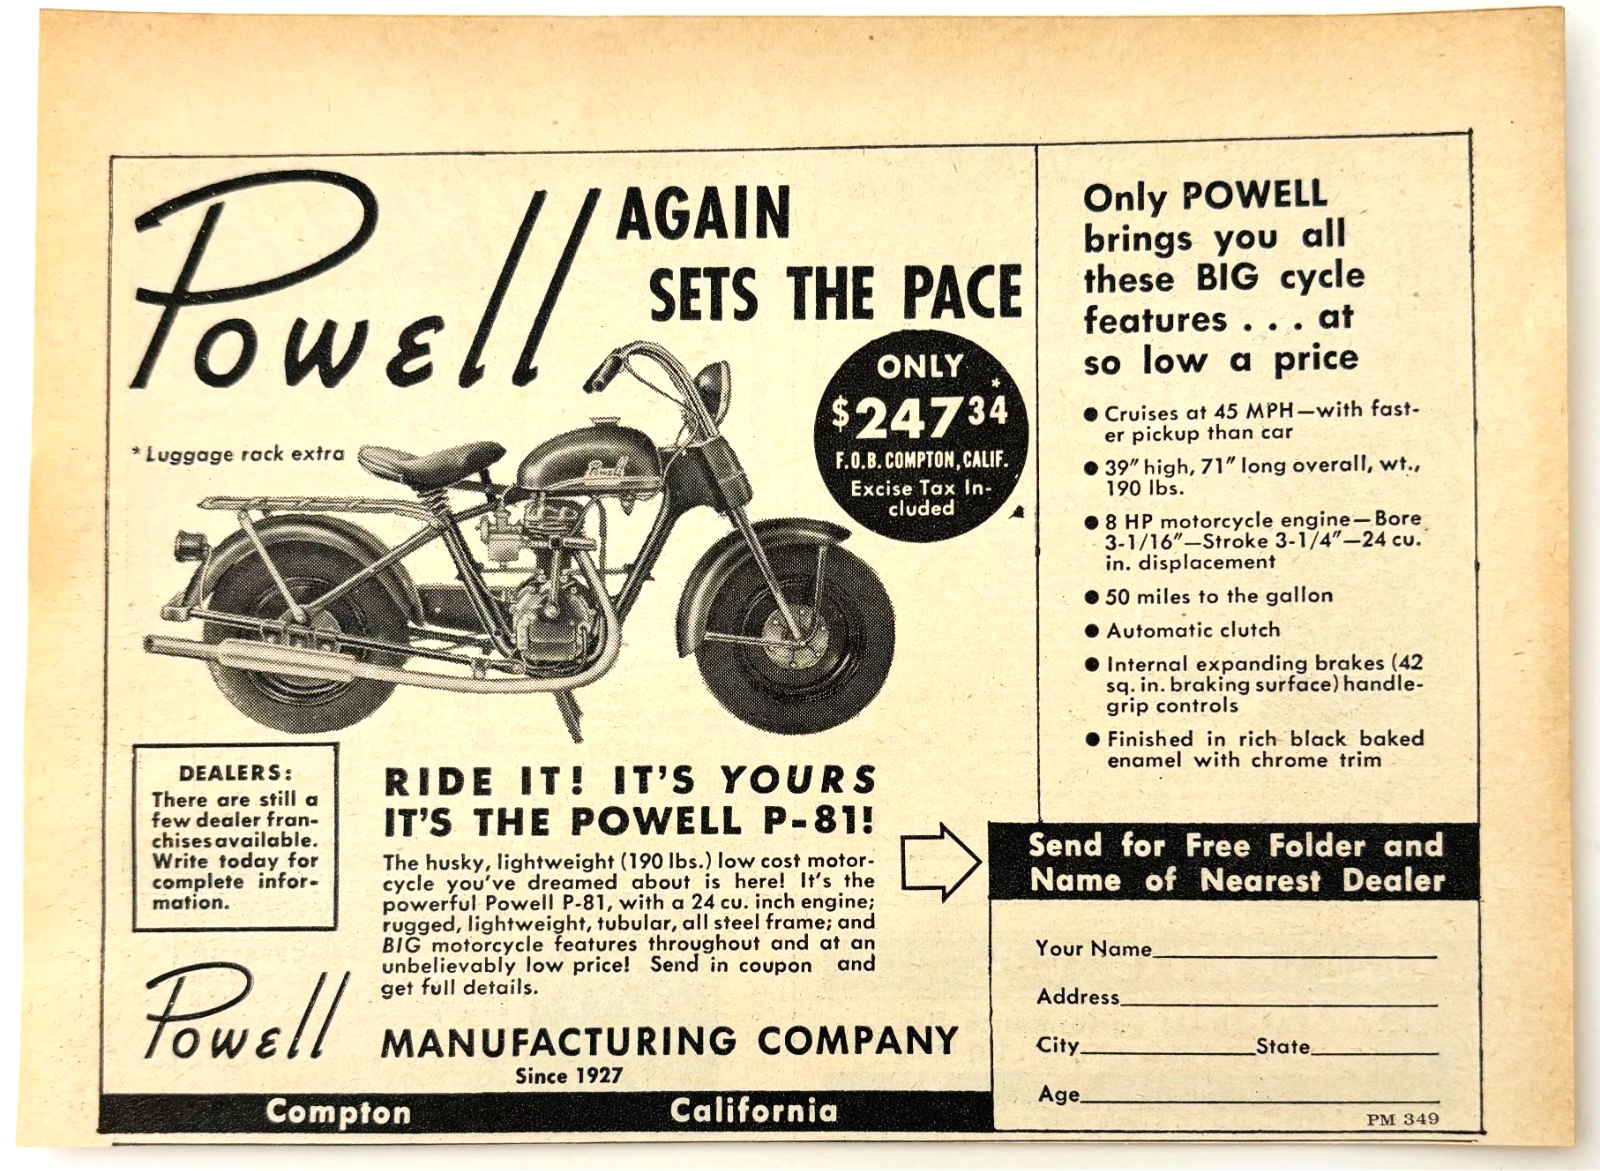 Powell AGAIN
SETS THE PACE
ONLY
$247 34*
F.O.B. COMPTON, CALIF.
Excise Tax In-
cluded
* Luggage rack extra
Powell
DEALERS:
There are still a
few dealer fran-
chises available.
Write today for
complete infor-
mation.
RIDE IT! IT'S YOURS
IT'S THE POWELL P-81!
The husky, lightweight (190 lbs.) low cost motor-
cycle you've dreamed about is here! It's the
powerful Powell P-81, with a 24 cu. inch engine;
rugged, lightweight, tubular, all steel frame; and
BIG motorcycle features throughout and at an
unbelievably low price! Send in coupon and
get full details.
Powell MANUFACTURING COMPANY
Since 1927
Compton California
Only POWELL
brings you all
these BIG cycle
features . . . at
so low a price
● Cruises at 45 MPH—with fast-
er pickup than car
● 39" high, 71" long overall, wt.,
190 lbs.
● 8 HP motorcycle engine—Bore
3-1/16"—Stroke 3-1/4"—24 cu.
in. displacement
● 50 miles to the gallon
● Automatic clutch
● Internal expanding brakes (42
sq. in. braking surface) handle-
grip controls
● Finished in rich black baked
enamel with chrome trim
Send for Free Folder and
Name of Nearest Dealer
Your Name
Address
City State
Age
PM 349